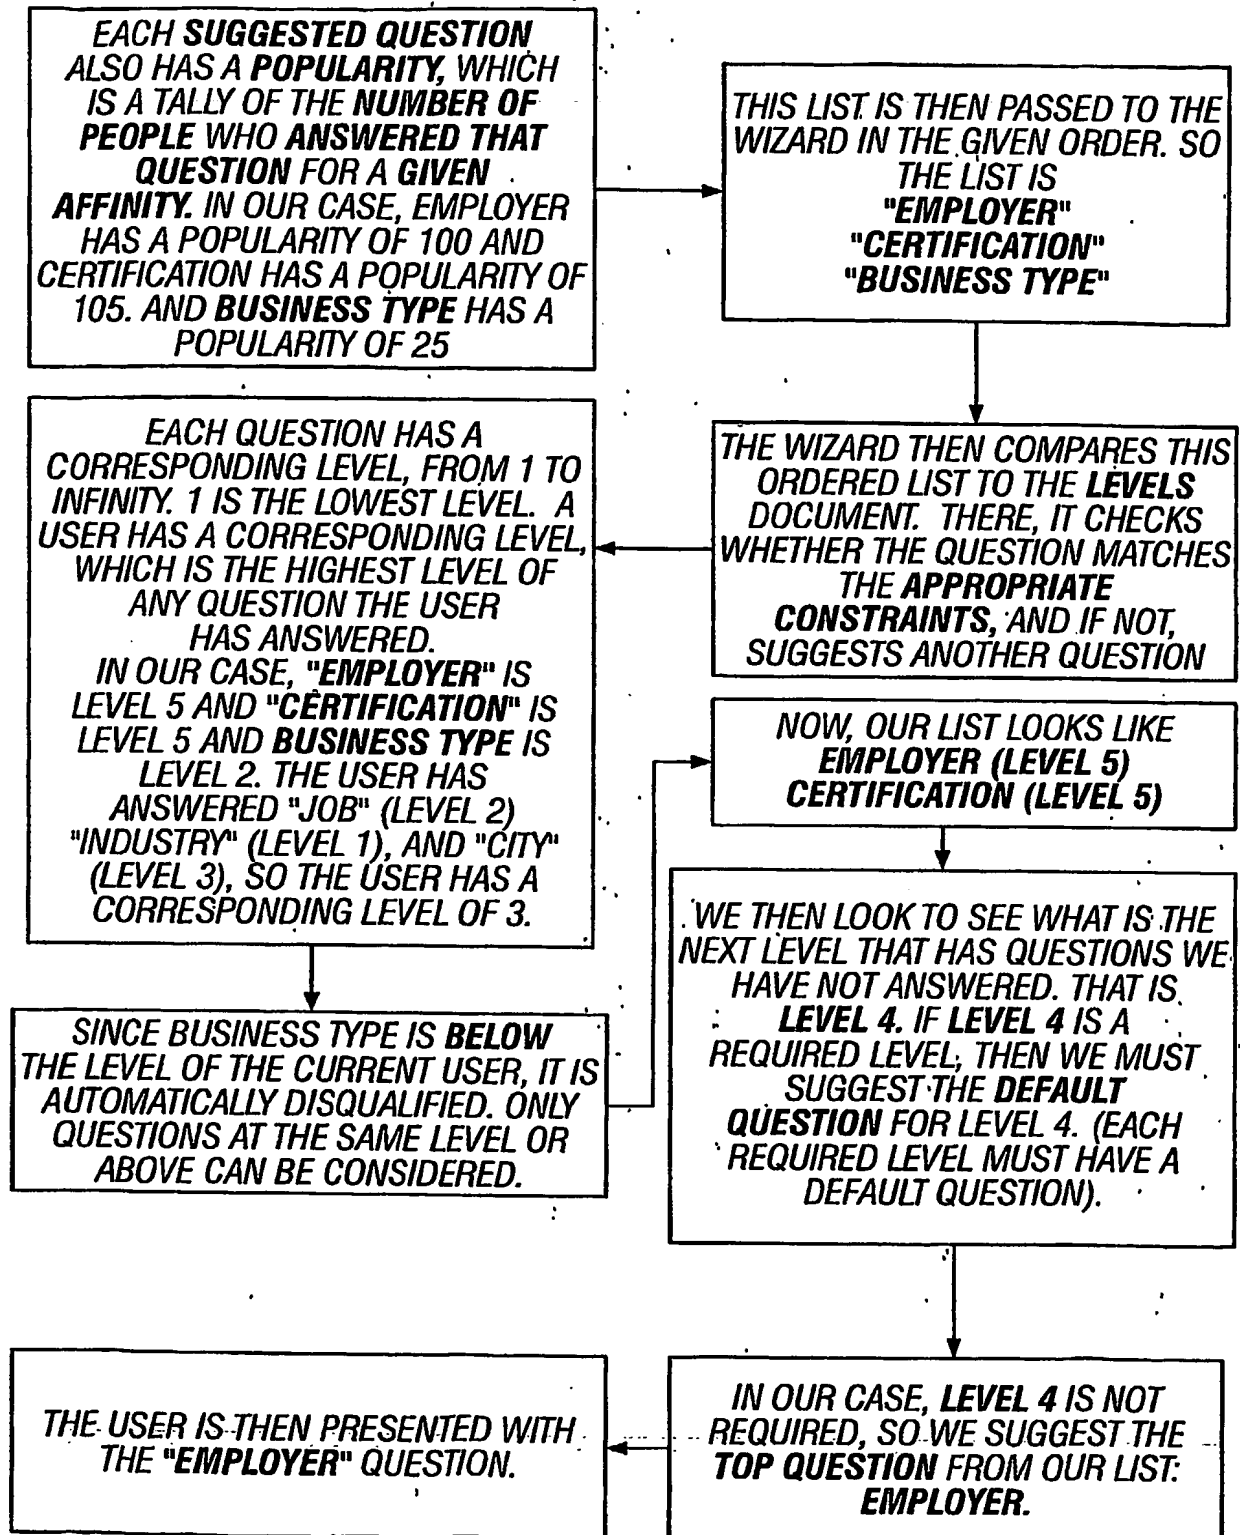 EACH SUGGESTED QUESTION
ALSO HAS A POPULARITY, WHICH
IS A TALLY OF THE NUMBER OF
PEOPLE WHO ANSWERED THAT
QUESTION FOR A GIVEN
AFFINITY. IN OUR CASE, EMPLOYER
HAS A POPULARITY OF 100 AND
CERTIFICATION HAS A POPULARITY OF
105. AND BUSINESS TYPE HAS A
POPULARITY OF 25
THIS LIST IS THEN PASSED TO THE
WIZARD IN THE GIVEN ORDER. SO
THE LIST IS
"EMPLOYER"
"CERTIFICATION"
"BUSINESS TYPE"
THE WIZARD THEN COMPARES THIS
ORDERED LIST TO THE LEVELS
DOCUMENT. THERE, IT CHECKS
WHETHER THE QUESTION MATCHES
THE APPROPRIATE
CONSTRAINTS, AND IF NOT,
SUGGESTS ANOTHER QUESTION
EACH QUESTION HAS A
CORRESPONDING LEVEL, FROM 1 TO
INFINITY. 1 IS THE LOWEST LEVEL. A
USER HAS A CORRESPONDING LEVEL,
WHICH IS THE HIGHEST LEVEL OF
ANY QUESTION THE USER
HAS ANSWERED.
IN OUR CASE, "EMPLOYER" IS
LEVEL 5 AND "CERTIFICATION" IS
LEVEL 5 AND BUSINESS TYPE IS
LEVEL 2. THE USER HAS
ANSWERED "JOB" (LEVEL 2)
"INDUSTRY" (LEVEL 1), AND "CITY"
(LEVEL 3), SO THE USER HAS A
CORRESPONDING LEVEL OF 3.
SINCE BUSINESS TYPE IS BELOW
THE LEVEL OF THE CURRENT USER, IT IS
AUTOMATICALLY DISQUALIFIED. ONLY
QUESTIONS AT THE SAME LEVEL OR
ABOVE CAN BE CONSIDERED.
NOW, OUR LIST LOOKS LIKE
EMPLOYER (LEVEL 5)
CERTIFICATION (LEVEL 5)
WE THEN LOOK TO SEE WHAT IS THE
NEXT LEVEL THAT HAS QUESTIONS WE
HAVE NOT ANSWERED. THAT IS
LEVEL 4. IF LEVEL 4 IS A
REQUIRED LEVEL, THEN WE MUST
SUGGEST THE DEFAULT
QUESTION FOR LEVEL 4. (EACH
REQUIRED LEVEL MUST HAVE A
DEFAULT QUESTION).
IN OUR CASE, LEVEL 4 IS NOT
REQUIRED, SO WE SUGGEST THE
TOP QUESTION FROM OUR LIST:
EMPLOYER.
THE USER IS THEN PRESENTED WITH
THE "EMPLOYER" QUESTION.